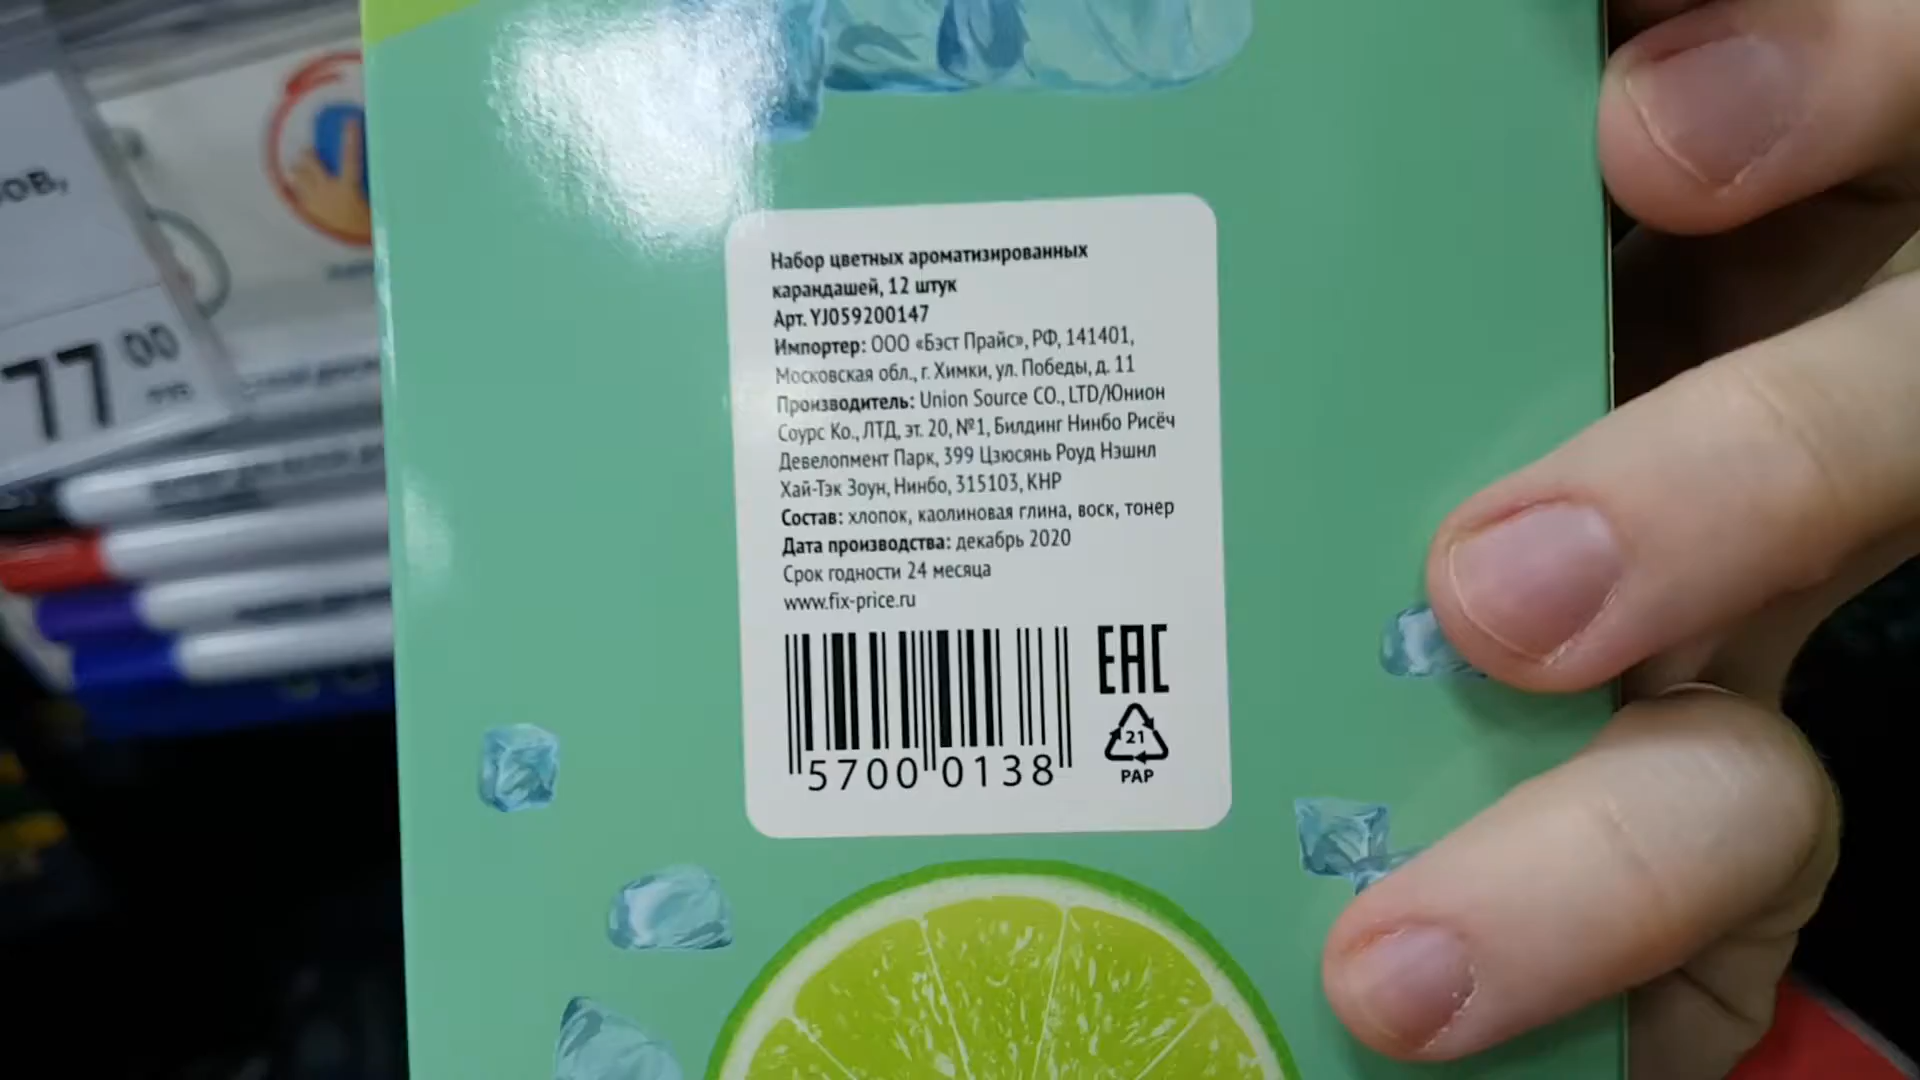 ов,
77 00
Набор цветных ароматизированных
карандашей, 12 штук
Арт. YJ059200147
Импортер: ООО «Бэст Прайс», РФ, 141401,
Московская обл., г. Химки, ул. Победы, д. 11
Производитель: Union Source CO., LTD/Юнион
Соурс Ко., ЛТД, эт. 20, №1, Билдинг Нинбо Рисёч
Девелопмент Парк, 399 Цзюсянь Роуд Нэшнл
Хай-Тэк Зоун, Нинбо, 315103, КНР
Состав: хлопок, каолиновая глина, воск, тонер
Дата производства: декабрь 2020
Срок годности 24 месяца
www.fix-price.ru
EAC
21
PAP
5700 0138